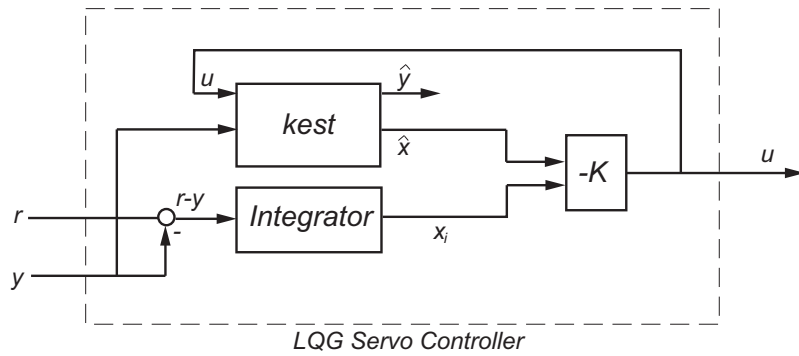 u
ŷ
kest
x̂
-K
u
r
r-y
-
Integrator
xᵢ
y
LQG Servo Controller